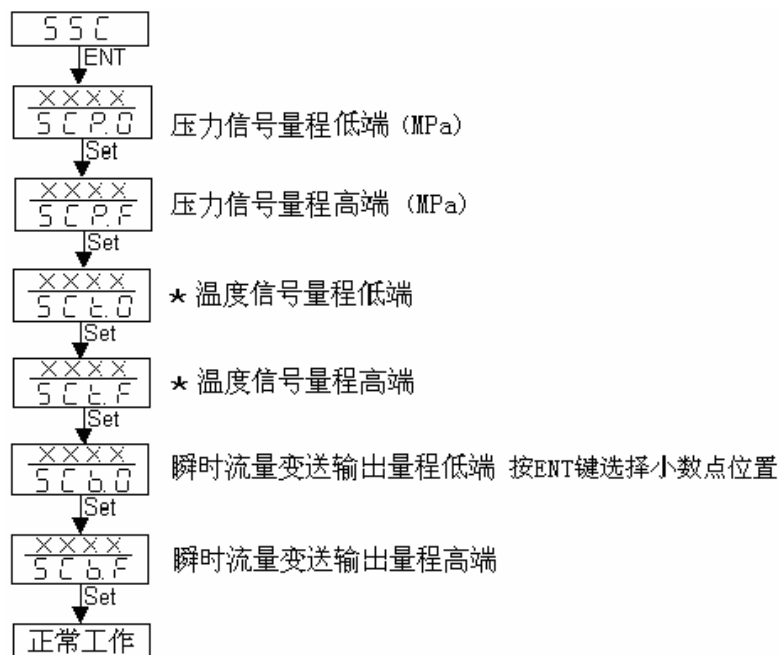 SSC
ENT
XXXX
SCP.0 压力信号量程低端 (MPa)
Set
XXXX
SCP.F 压力信号量程高端 (MPa)
Set
XXXX
SCt.0 ★温度信号量程低端
Set
XXXX
SCt.F ★温度信号量程高端
Set
XXXX
SCb.0 瞬时流量变送输出量程低端 按ENT键选择小数点位置
Set
XXXX
SCb.F 瞬时流量变送输出量程高端
Set
正常工作